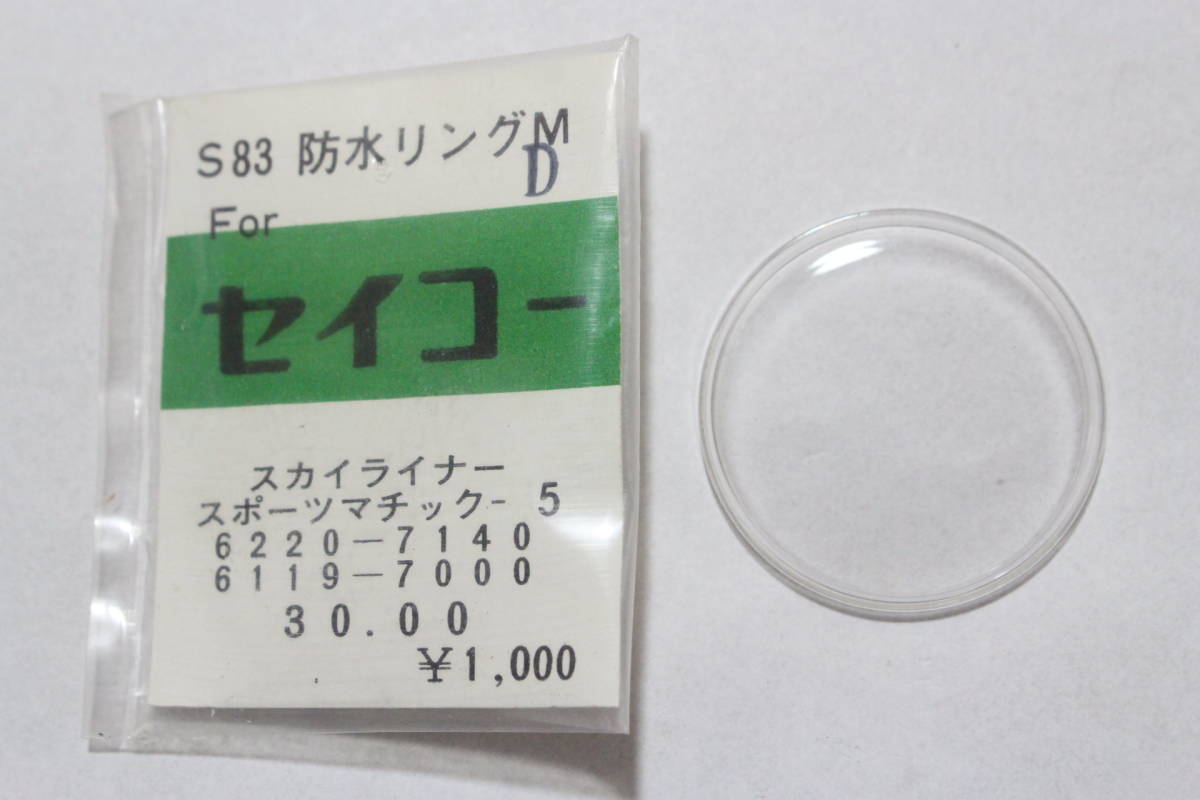 S83 防水リングM
D
For
セイコー
スカイライナー
スポーツマチック-5
6220-7140
6119-7000
30.00
¥1,000